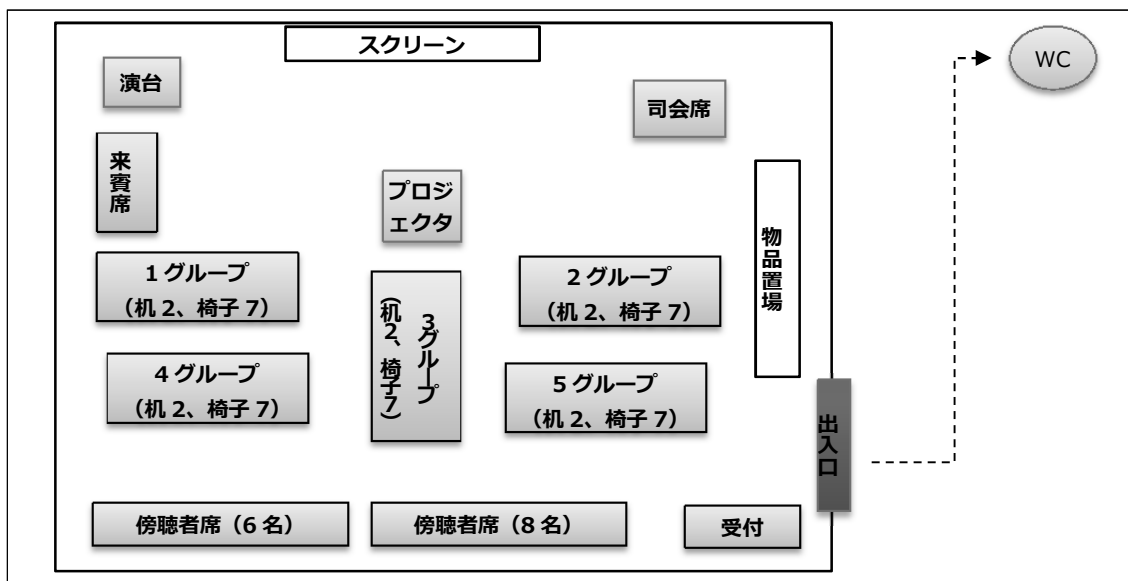 スクリーン
WC
演台
司会席
来賓席
プロジ
ェクタ
物品置場
1グループ
（机2、椅子7）
2グループ
（机2、椅子7）
3グループ
（机2、椅子7）
4グループ
（机2、椅子7）
5グループ
（机2、椅子7）
出入口
傍聴者席（6名）
傍聴者席（8名）
受付